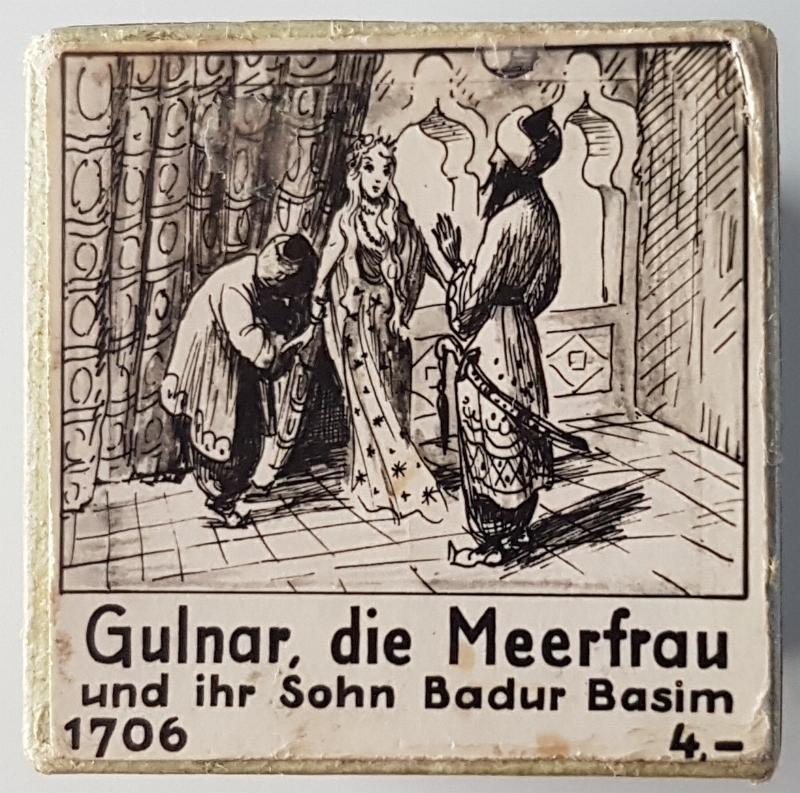 Gulnar, die Meerfrau
und ihr Sohn Badur Basim
1706 4,–